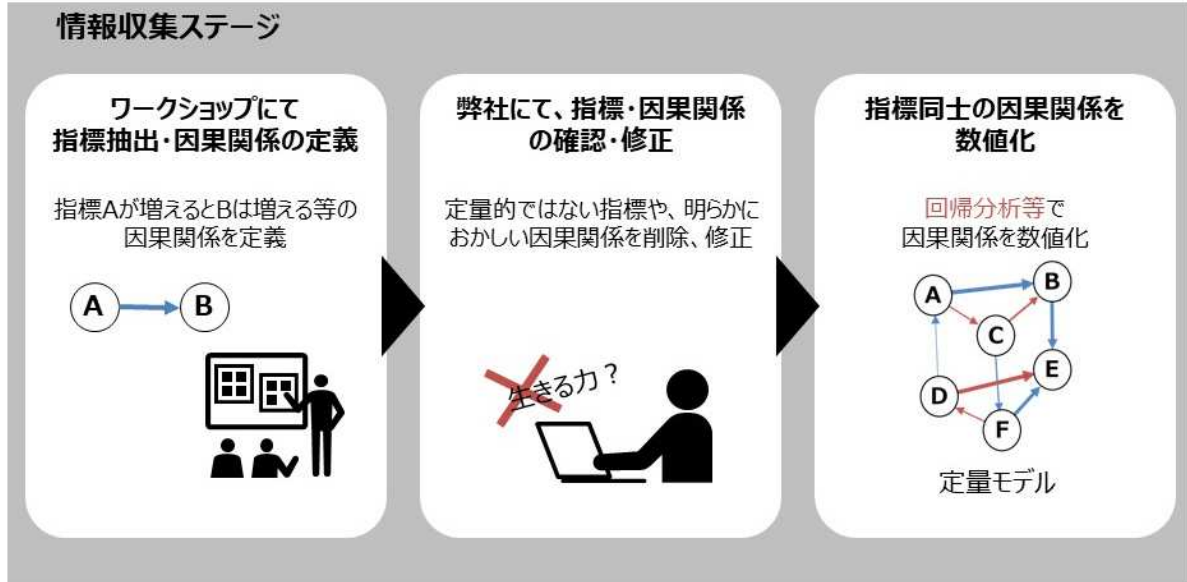 情報収集ステージ
ワークショップにて
指標抽出・因果関係の定義
指標Aが増えるとBは増える等の
因果関係を定義
A
B
弊社にて、指標・因果関係
の確認・修正
定量的ではない指標や、明らかに
おかしい因果関係を削除、修正
生きる力?
指標同士の因果関係を
数値化
回帰分析等で
因果関係を数値化
A
B
C
D
E
F
定量モデル